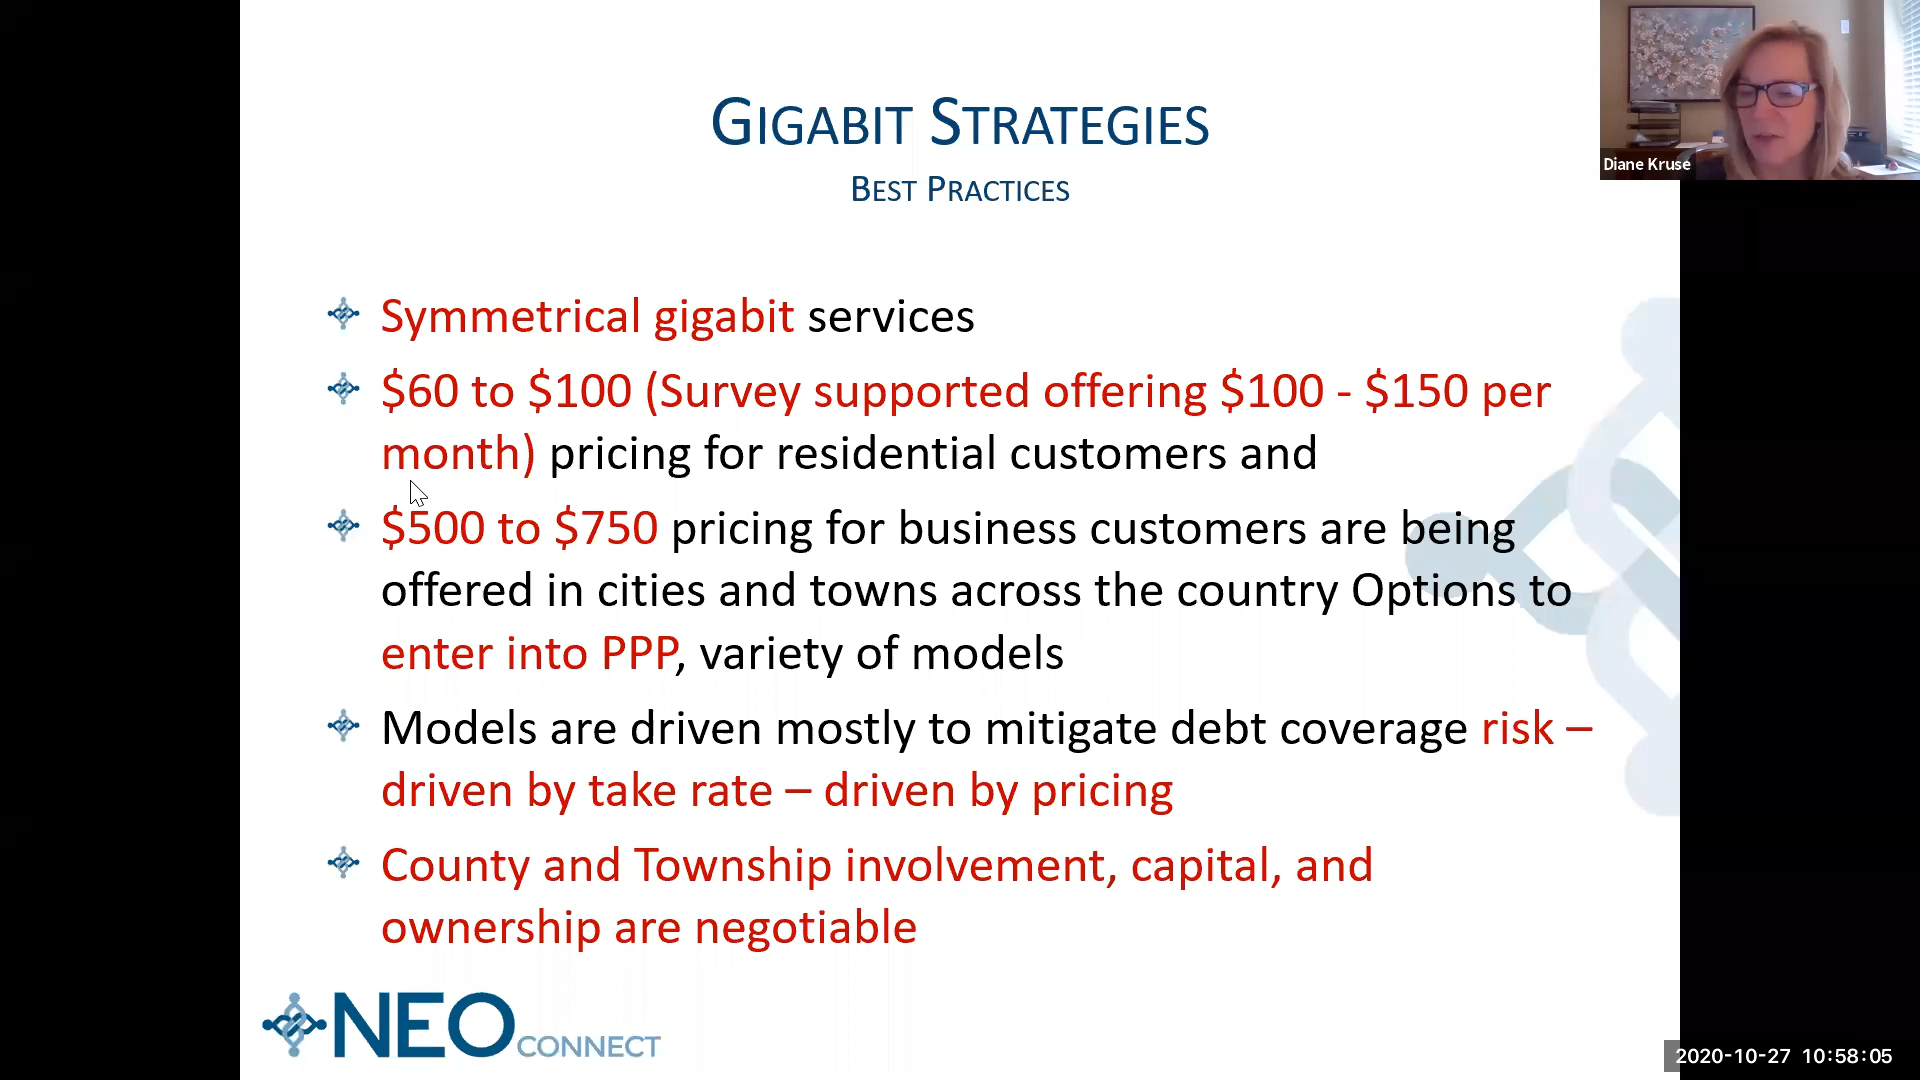 GIGABIT STRATEGIES
BEST PRACTICES
Diane Kruse
Symmetrical gigabit services
$60 to $100 (Survey supported offering $100 - $150 per
month) pricing for residential customers and
$500 to $750 pricing for business customers are being
offered in cities and towns across the country Options to
enter into PPP, variety of models
Models are driven mostly to mitigate debt coverage risk –
driven by take rate – driven by pricing
County and Township involvement, capital, and
ownership are negotiable
NEO CONNECT
2020-10-27 10:58:05